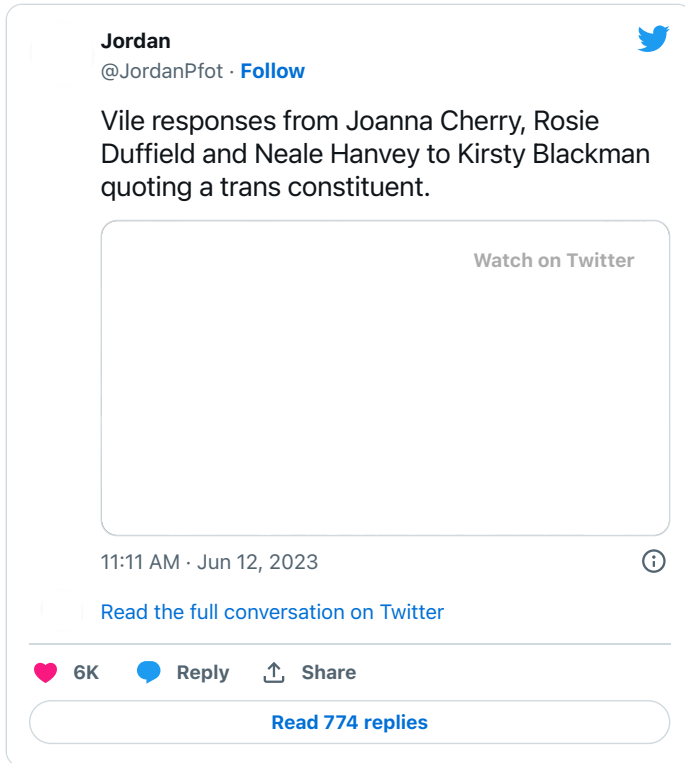 Jordan
@JordanPfot · Follow
Vile responses from Joanna Cherry, Rosie
Duffield and Neale Hanvey to Kirsty Blackman
quoting a trans constituent.
Watch on Twitter
11:11 AM · Jun 12, 2023
Read the full conversation on Twitter
6K Reply Share
Read 774 replies